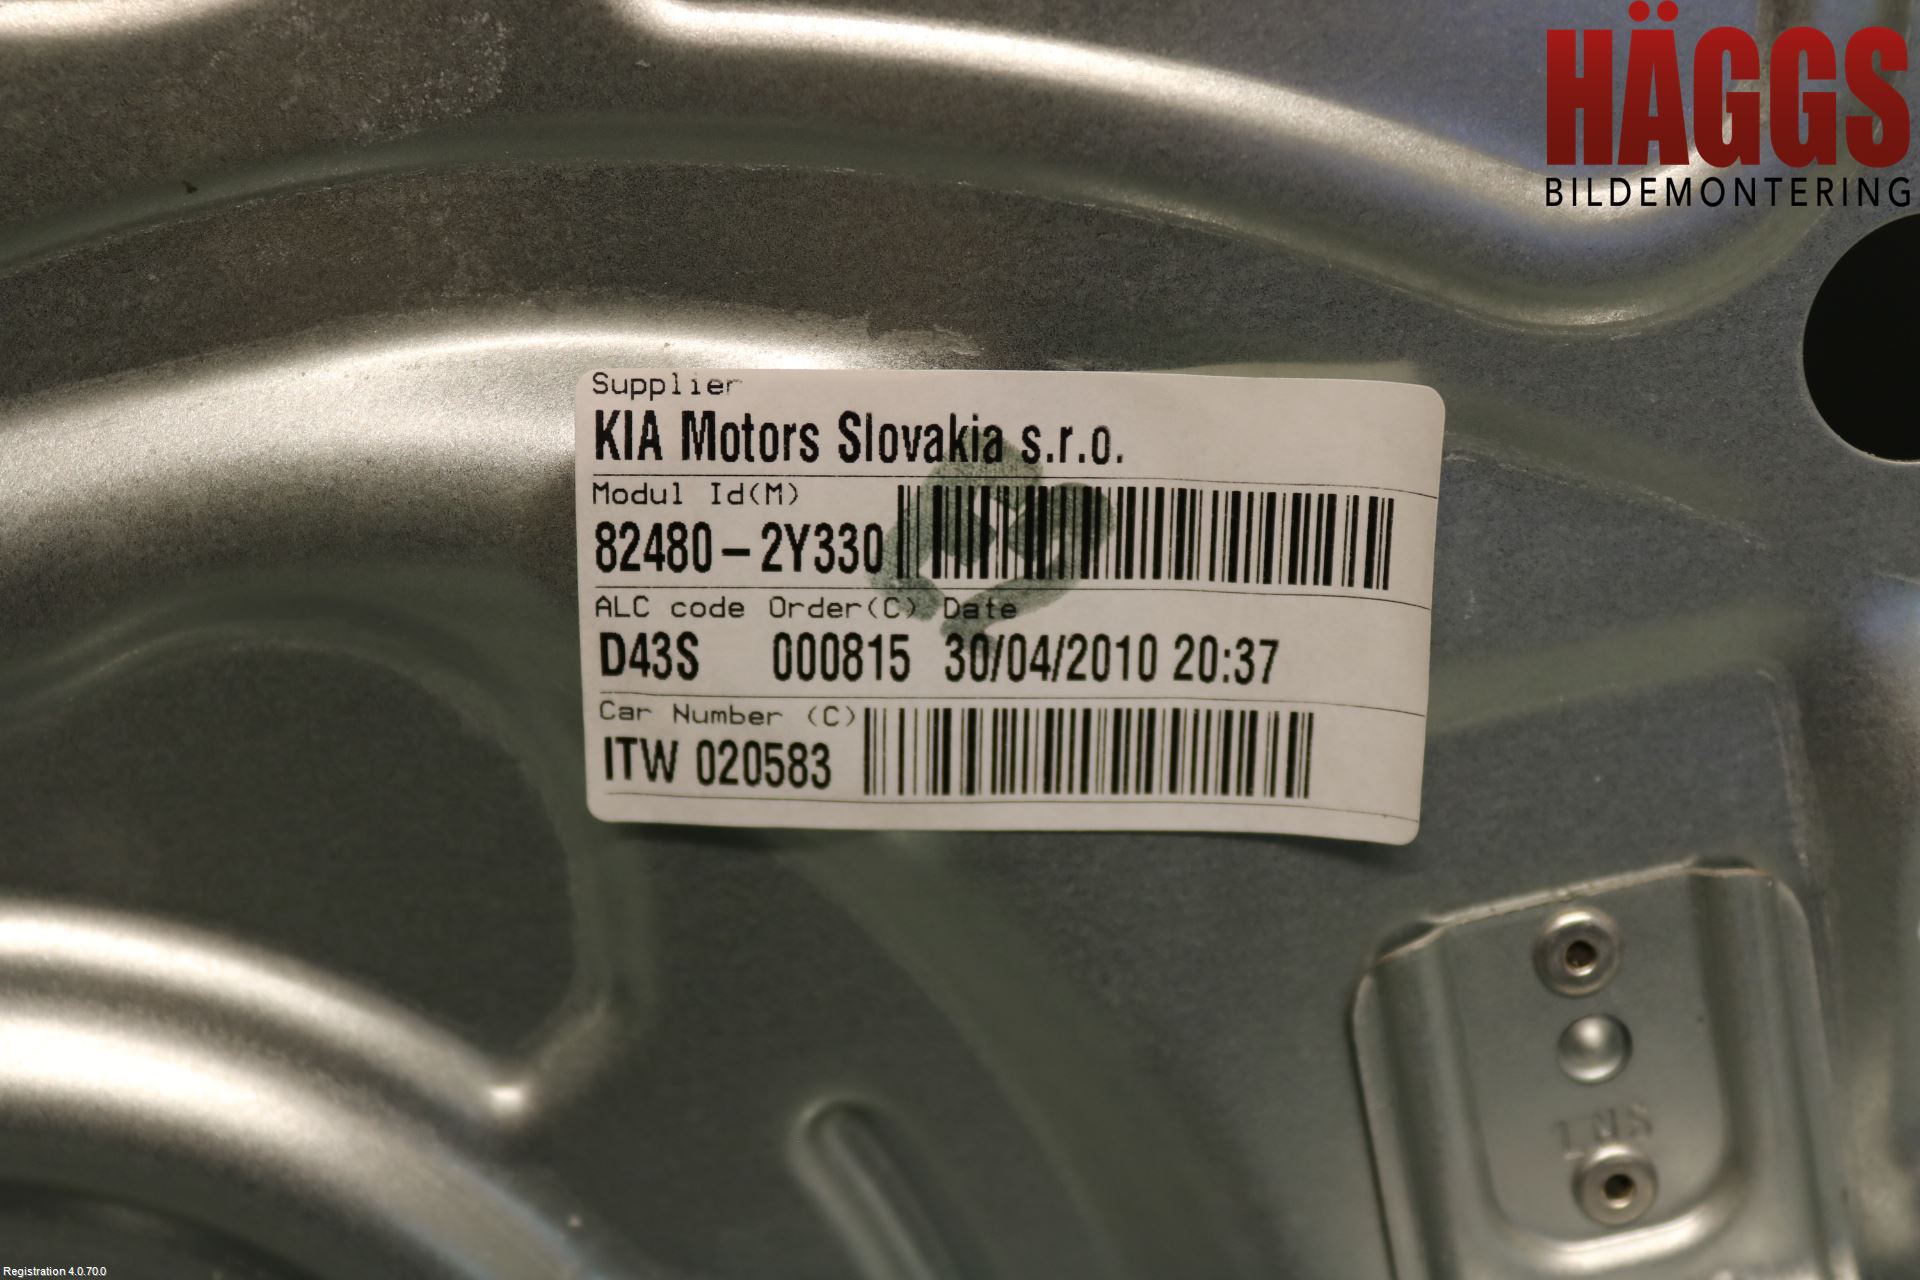 HÄGGS
BILDEMONTERING
Supplier
KIA Motors Slovakia s.r.o.
Modul Id(M)
82480-2Y330
ALC code Order(C) Date
D43S 000815 30/04/2010 20:37
Car Number (C)
ITW 020583
Registration 4.0.70.0